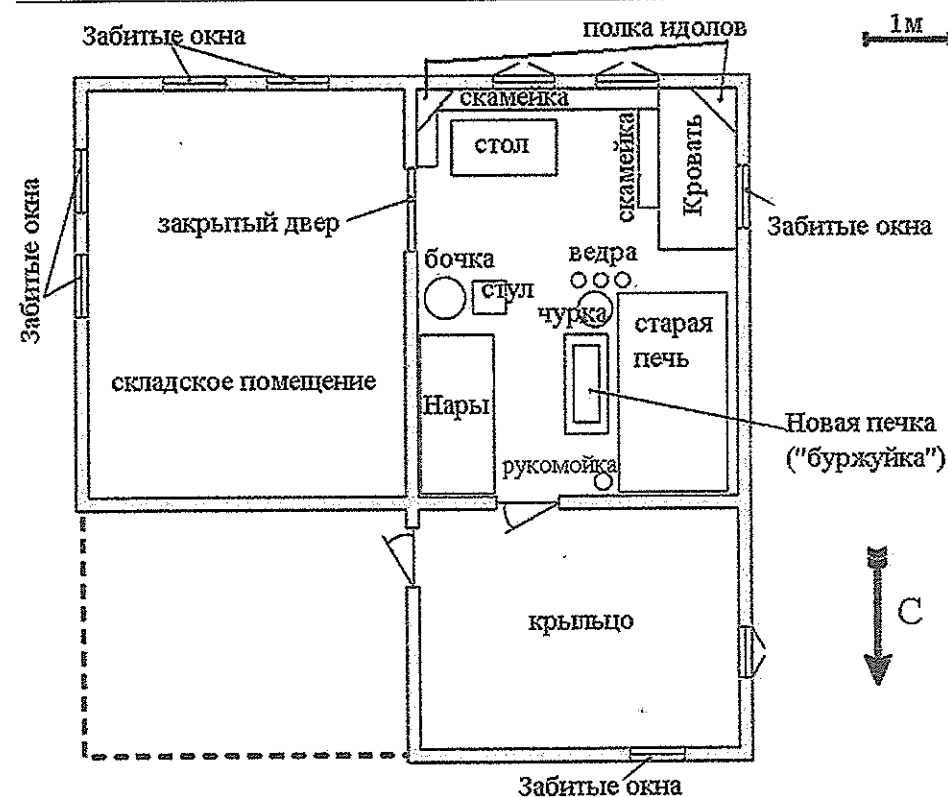 Забитые окна
полка идолов
1м
скамейка
стол
скамейка
Кровать
Забитые окна
закрытый двер
Забитые окна
бочка
стул
ведра
чурка
старая
печь
складское помещение
Нары
Новая печка
("буржуйка")
рукомойка
крыльцо
С
Забитые окна